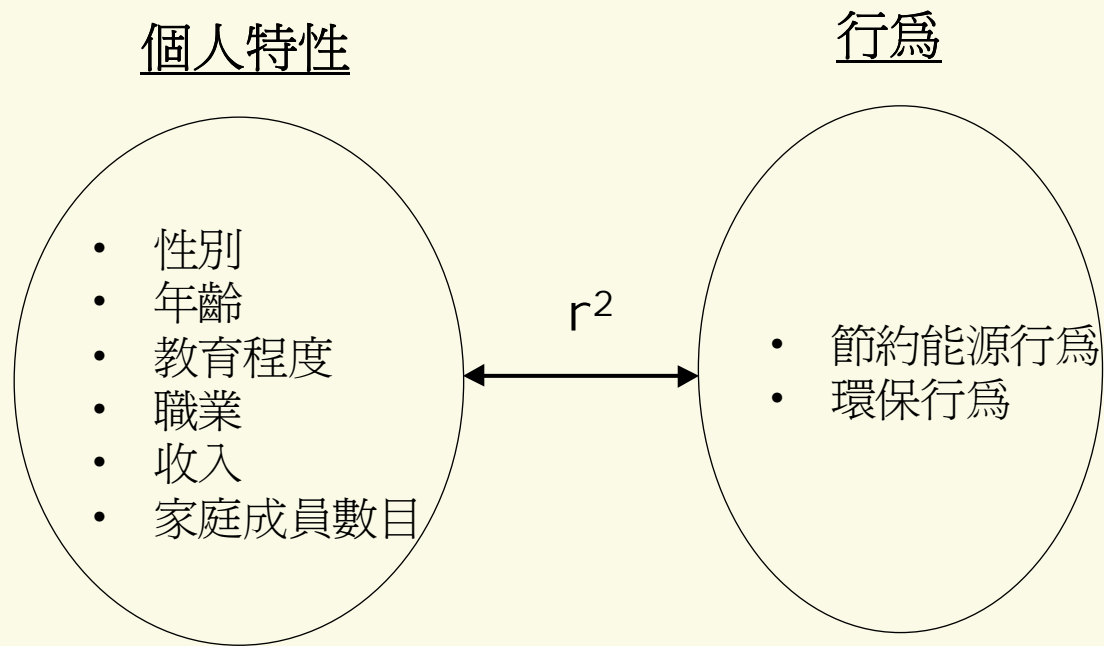 個人特性
行爲
• 性別
• 年齡
• 教育程度
• 職業
• 收入
• 家庭成員數目
r²
• 節約能源行爲
• 環保行爲